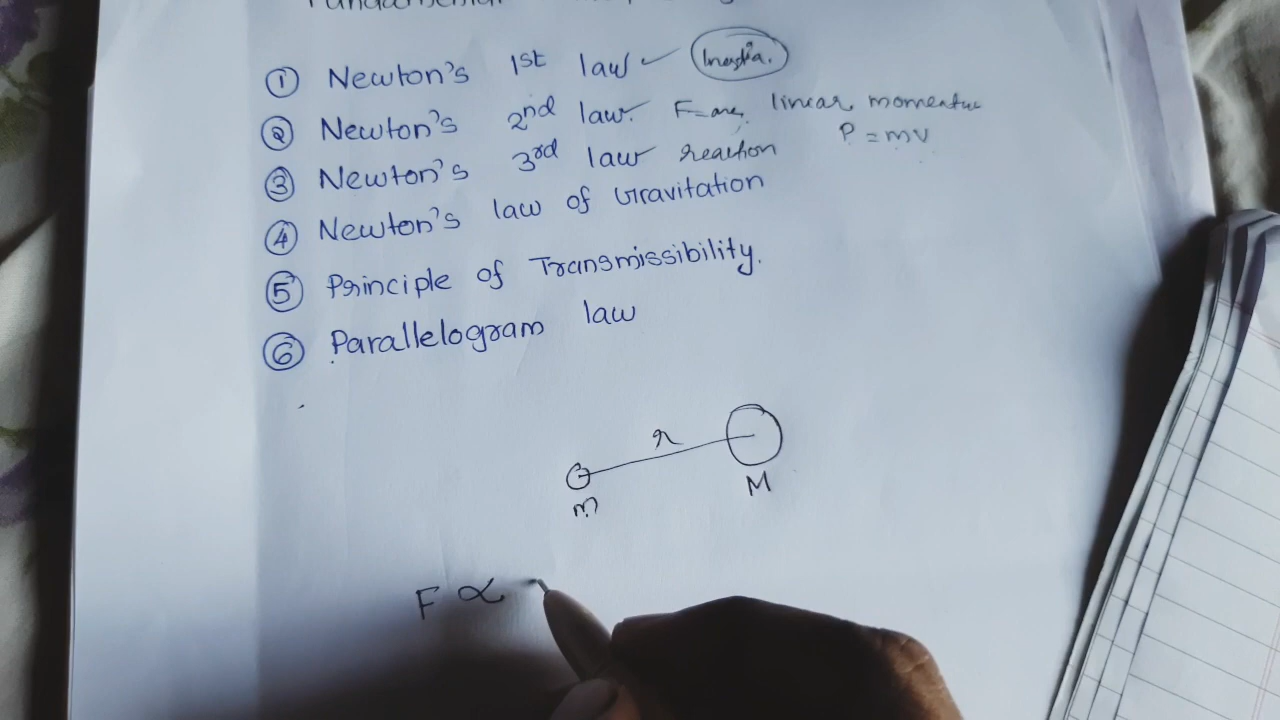 Fundamental
① Newton's 1st law ✓ Inertia.
② Newton's 2nd law. F=ma, linear momentum
P = mv
③ Newton's 3rd law reaction
④ Newton's law of Gravitation
⑤ Principle of Transmissibility.
⑥ Parallelogram law
r
m
M
F ∝